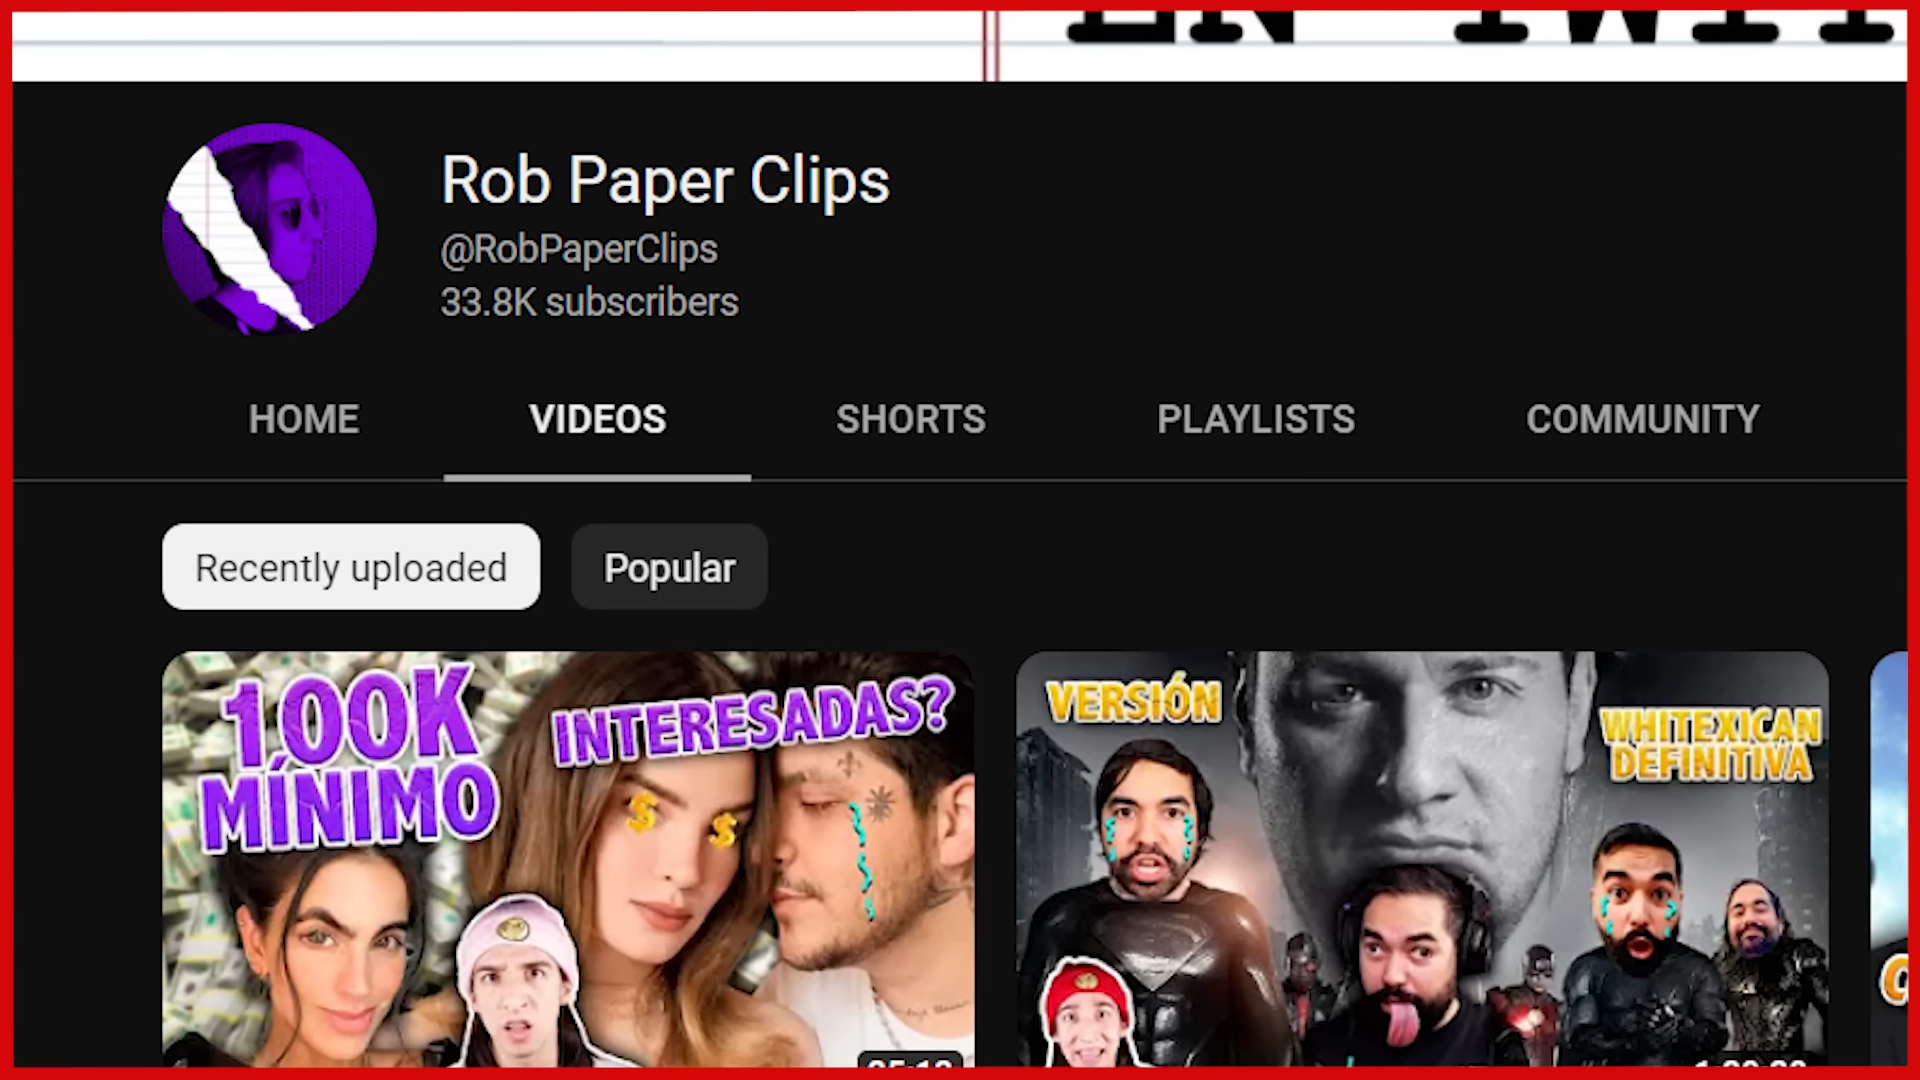 Rob Paper Clips
@RobPaperClips
33.8K subscribers
HOME VIDEOS SHORTS PLAYLISTS COMMUNITY
Recently uploaded Popular
100K
MÍNIMO
INTERESADAS?
VERSIÓN
WHITEXICAN
DEFINITIVA